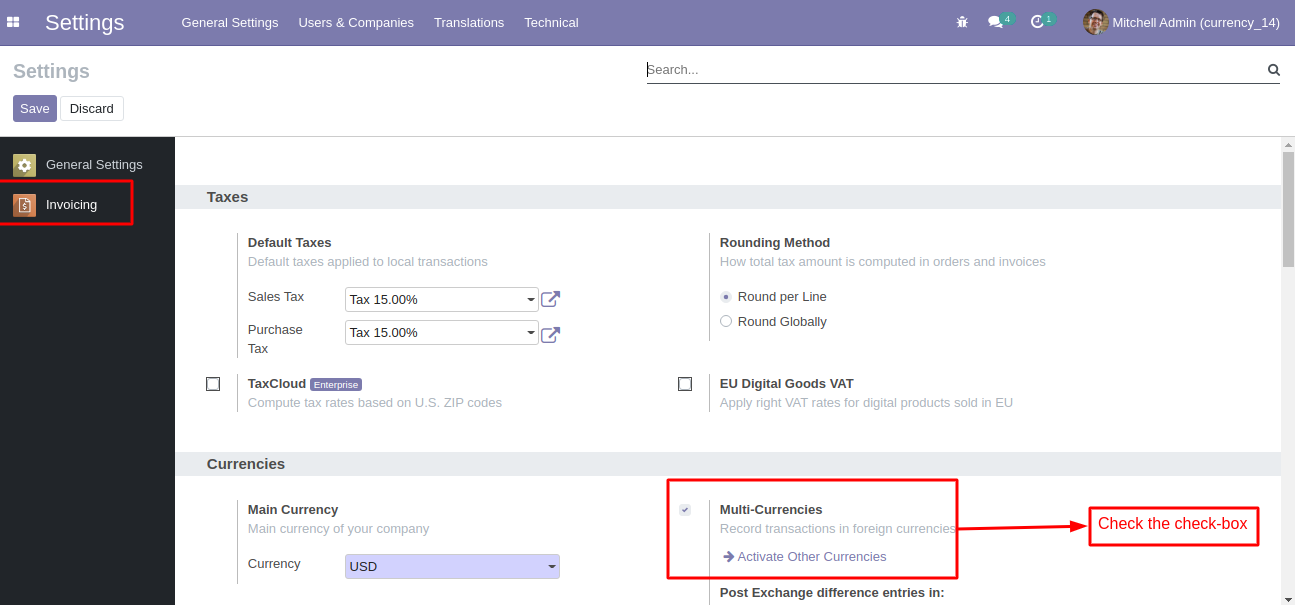 Settings General Settings Users & Companies Translations Technical 4 1 Mitchell Admin (currency_14)
Settings
Search...
Save Discard
General Settings
Invoicing
Taxes
Default Taxes
Default taxes applied to local transactions
Sales Tax Tax 15.00%
Purchase Tax 15.00%
Tax
Rounding Method
How total tax amount is computed in orders and invoices
Round per Line
Round Globally
TaxCloud Enterprise
Compute tax rates based on U.S. ZIP codes
EU Digital Goods VAT
Apply right VAT rates for digital products sold in EU
Currencies
Main Currency
Main currency of your company
Currency USD
Multi-Currencies
Record transactions in foreign currencies
Activate Other Currencies
Post Exchange difference entries in:
Check the check-box